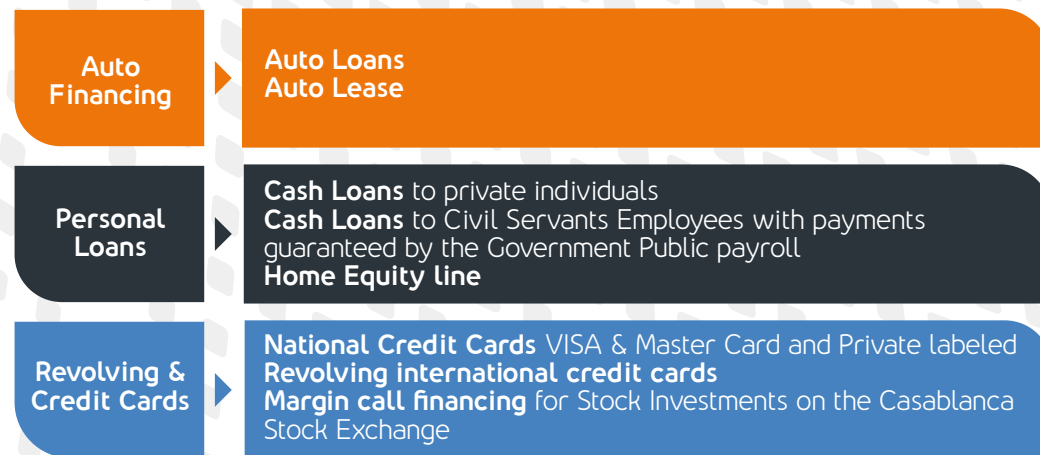 Auto
Financing
Auto Loans
Auto Lease
Personal
Loans
Cash Loans to private individuals
Cash Loans to Civil Servants Employees with payments
guaranteed by the Government Public payroll
Home Equity line
Revolving &
Credit Cards
National Credit Cards VISA & Master Card and Private labeled
Revolving international credit cards
Margin call financing for Stock Investments on the Casablanca
Stock Exchange